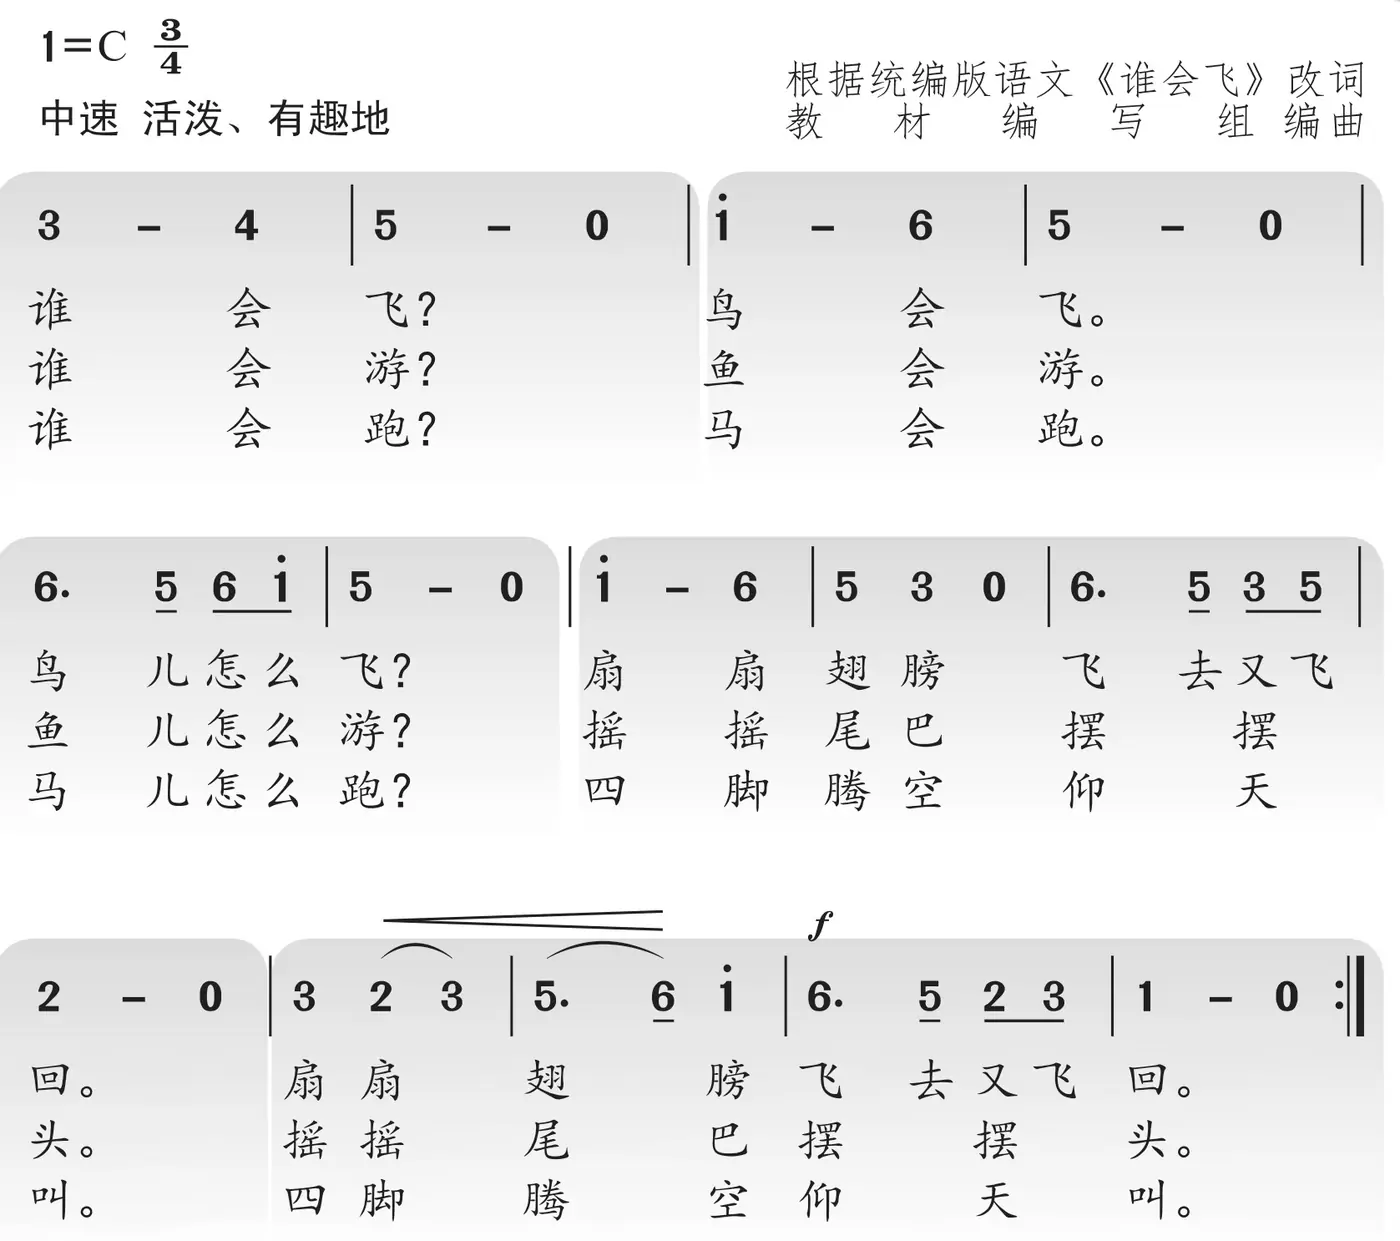 1=C 3/4
中速 活泼、有趣地
根据统编版语文《谁会飞》改词
教材编写组编曲
3 – 4 | 5 – 0 | i – 6 | 5 – 0 |
谁 会 飞? 鸟 会 飞。
谁 会 游? 鱼 会 游。
谁 会 跑? 马 会 跑。
6. 5 6 i | 5 – 0 | i – 6 | 5 3 0 | 6. 5 3 5 |
鸟 儿 怎 么 飞? 扇 扇 翅 膀 飞 去 又 飞
鱼 儿 怎 么 游? 摇 摇 尾 巴 摆 摆
马 儿 怎 么 跑? 四 脚 腾 空 仰 天
f
2 – 0 | 3 2 3 | 5. 6 i | 6. 5 2 3 | 1 – 0 :|
回。 扇 扇 翅 膀 飞 去 又 飞 回。
头。 摇 摇 尾 巴 摆 摆 头。
叫。 四 脚 腾 空 仰 天 叫。